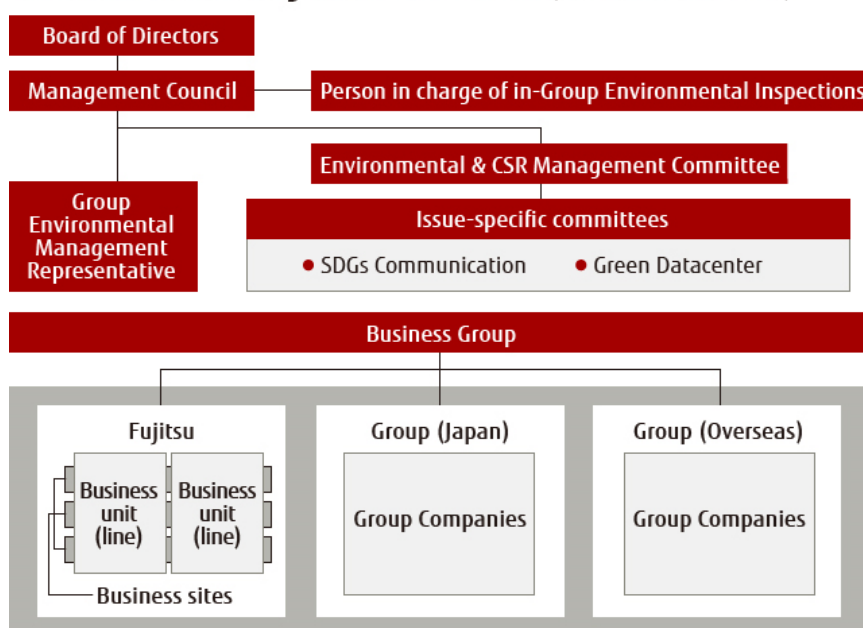 Board of Directors
Management Council
Person in charge of in-Group Environmental Inspections
Environmental & CSR Management Committee
Group
Environmental
Management
Representative
Issue-specific committees
● SDGs Communication
● Green Datacenter
Business Group
Fujitsu
Business
unit
(line)
Business
unit
(line)
Business sites
Group (Japan)
Group Companies
Group (Overseas)
Group Companies